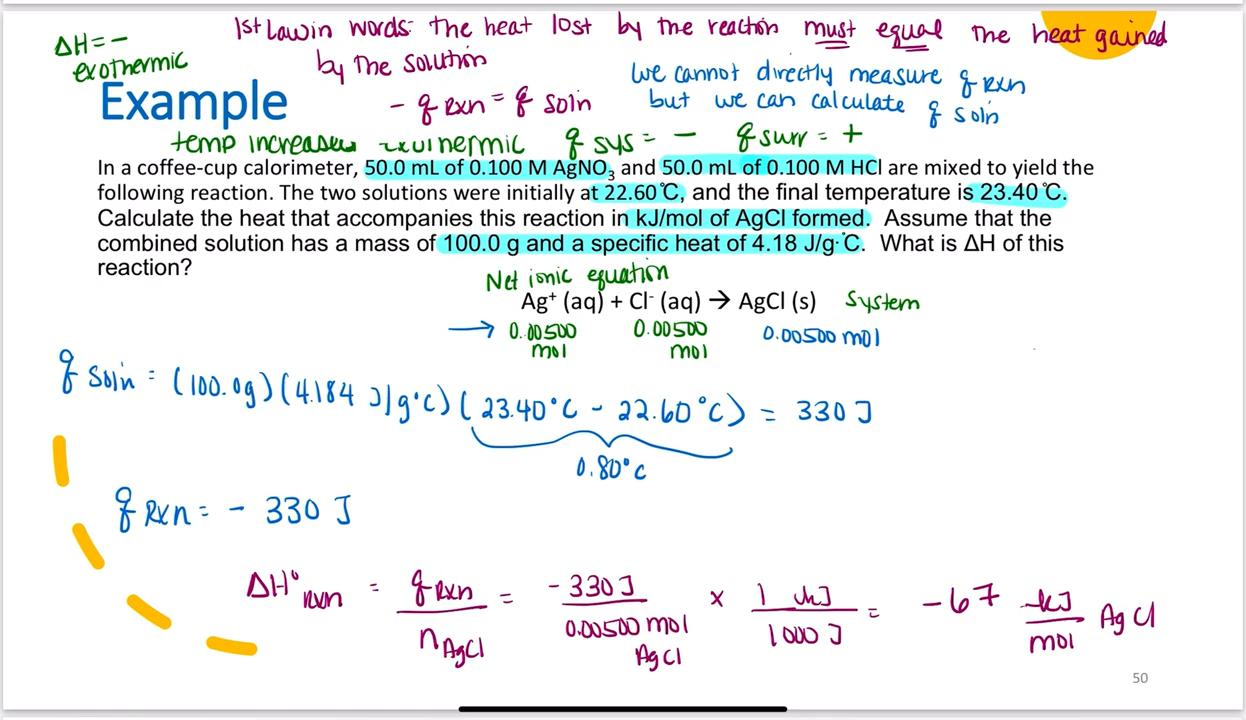 ΔH = -
exothermic
1st Law in words: The heat lost by the reaction must equal the heat gained
by the solution
- q Rxn = q soln
we cannot directly measure q RXN
but we can calculate q soln
Example
temp increases exothermic q sys = - q surr = +
In a coffee-cup calorimeter, 50.0 mL of 0.100 M AgNO₃ and 50.0 mL of 0.100 M HCl are mixed to yield the
following reaction. The two solutions were initially at 22.60 °C, and the final temperature is 23.40 °C.
Calculate the heat that accompanies this reaction in kJ/mol of AgCl formed. Assume that the
combined solution has a mass of 100.0 g and a specific heat of 4.18 J/g·°C. What is ΔH of this
reaction?
Net ionic equation
Ag⁺ (aq) + Cl⁻ (aq) → AgCl (s) System
→ 0.00500 mol 0.00500 mol 0.00500 mol
q soln = (100.0g)(4.184 J/g°C)(23.40°C - 22.60°C) = 330 J
0.80°C
q Rxn = - 330 J
ΔH° RXN = q RXN / n AgCl = -330 J / 0.00500 mol AgCl × 1 kJ / 1000 J = -67 kJ / mol AgCl
50